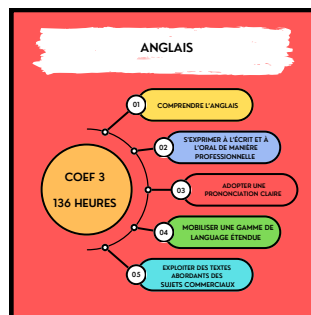 ANGLAIS
01
COMPRENDRE L'ANGLAIS
02
S'EXPRIMER À L'ÉCRIT ET À
L'ORAL DE MANIÈRE
PROFESSIONNELLE
COEF 3
136 HEURES
03
ADOPTER UNE
PRONONCIATION CLAIRE
04
MOBILISER UNE GAMME DE
LANGUAGE ÉTENDUE
05
EXPLOITER DES TEXTES
ABORDANTS DES
SUJETS COMMERCIAUX